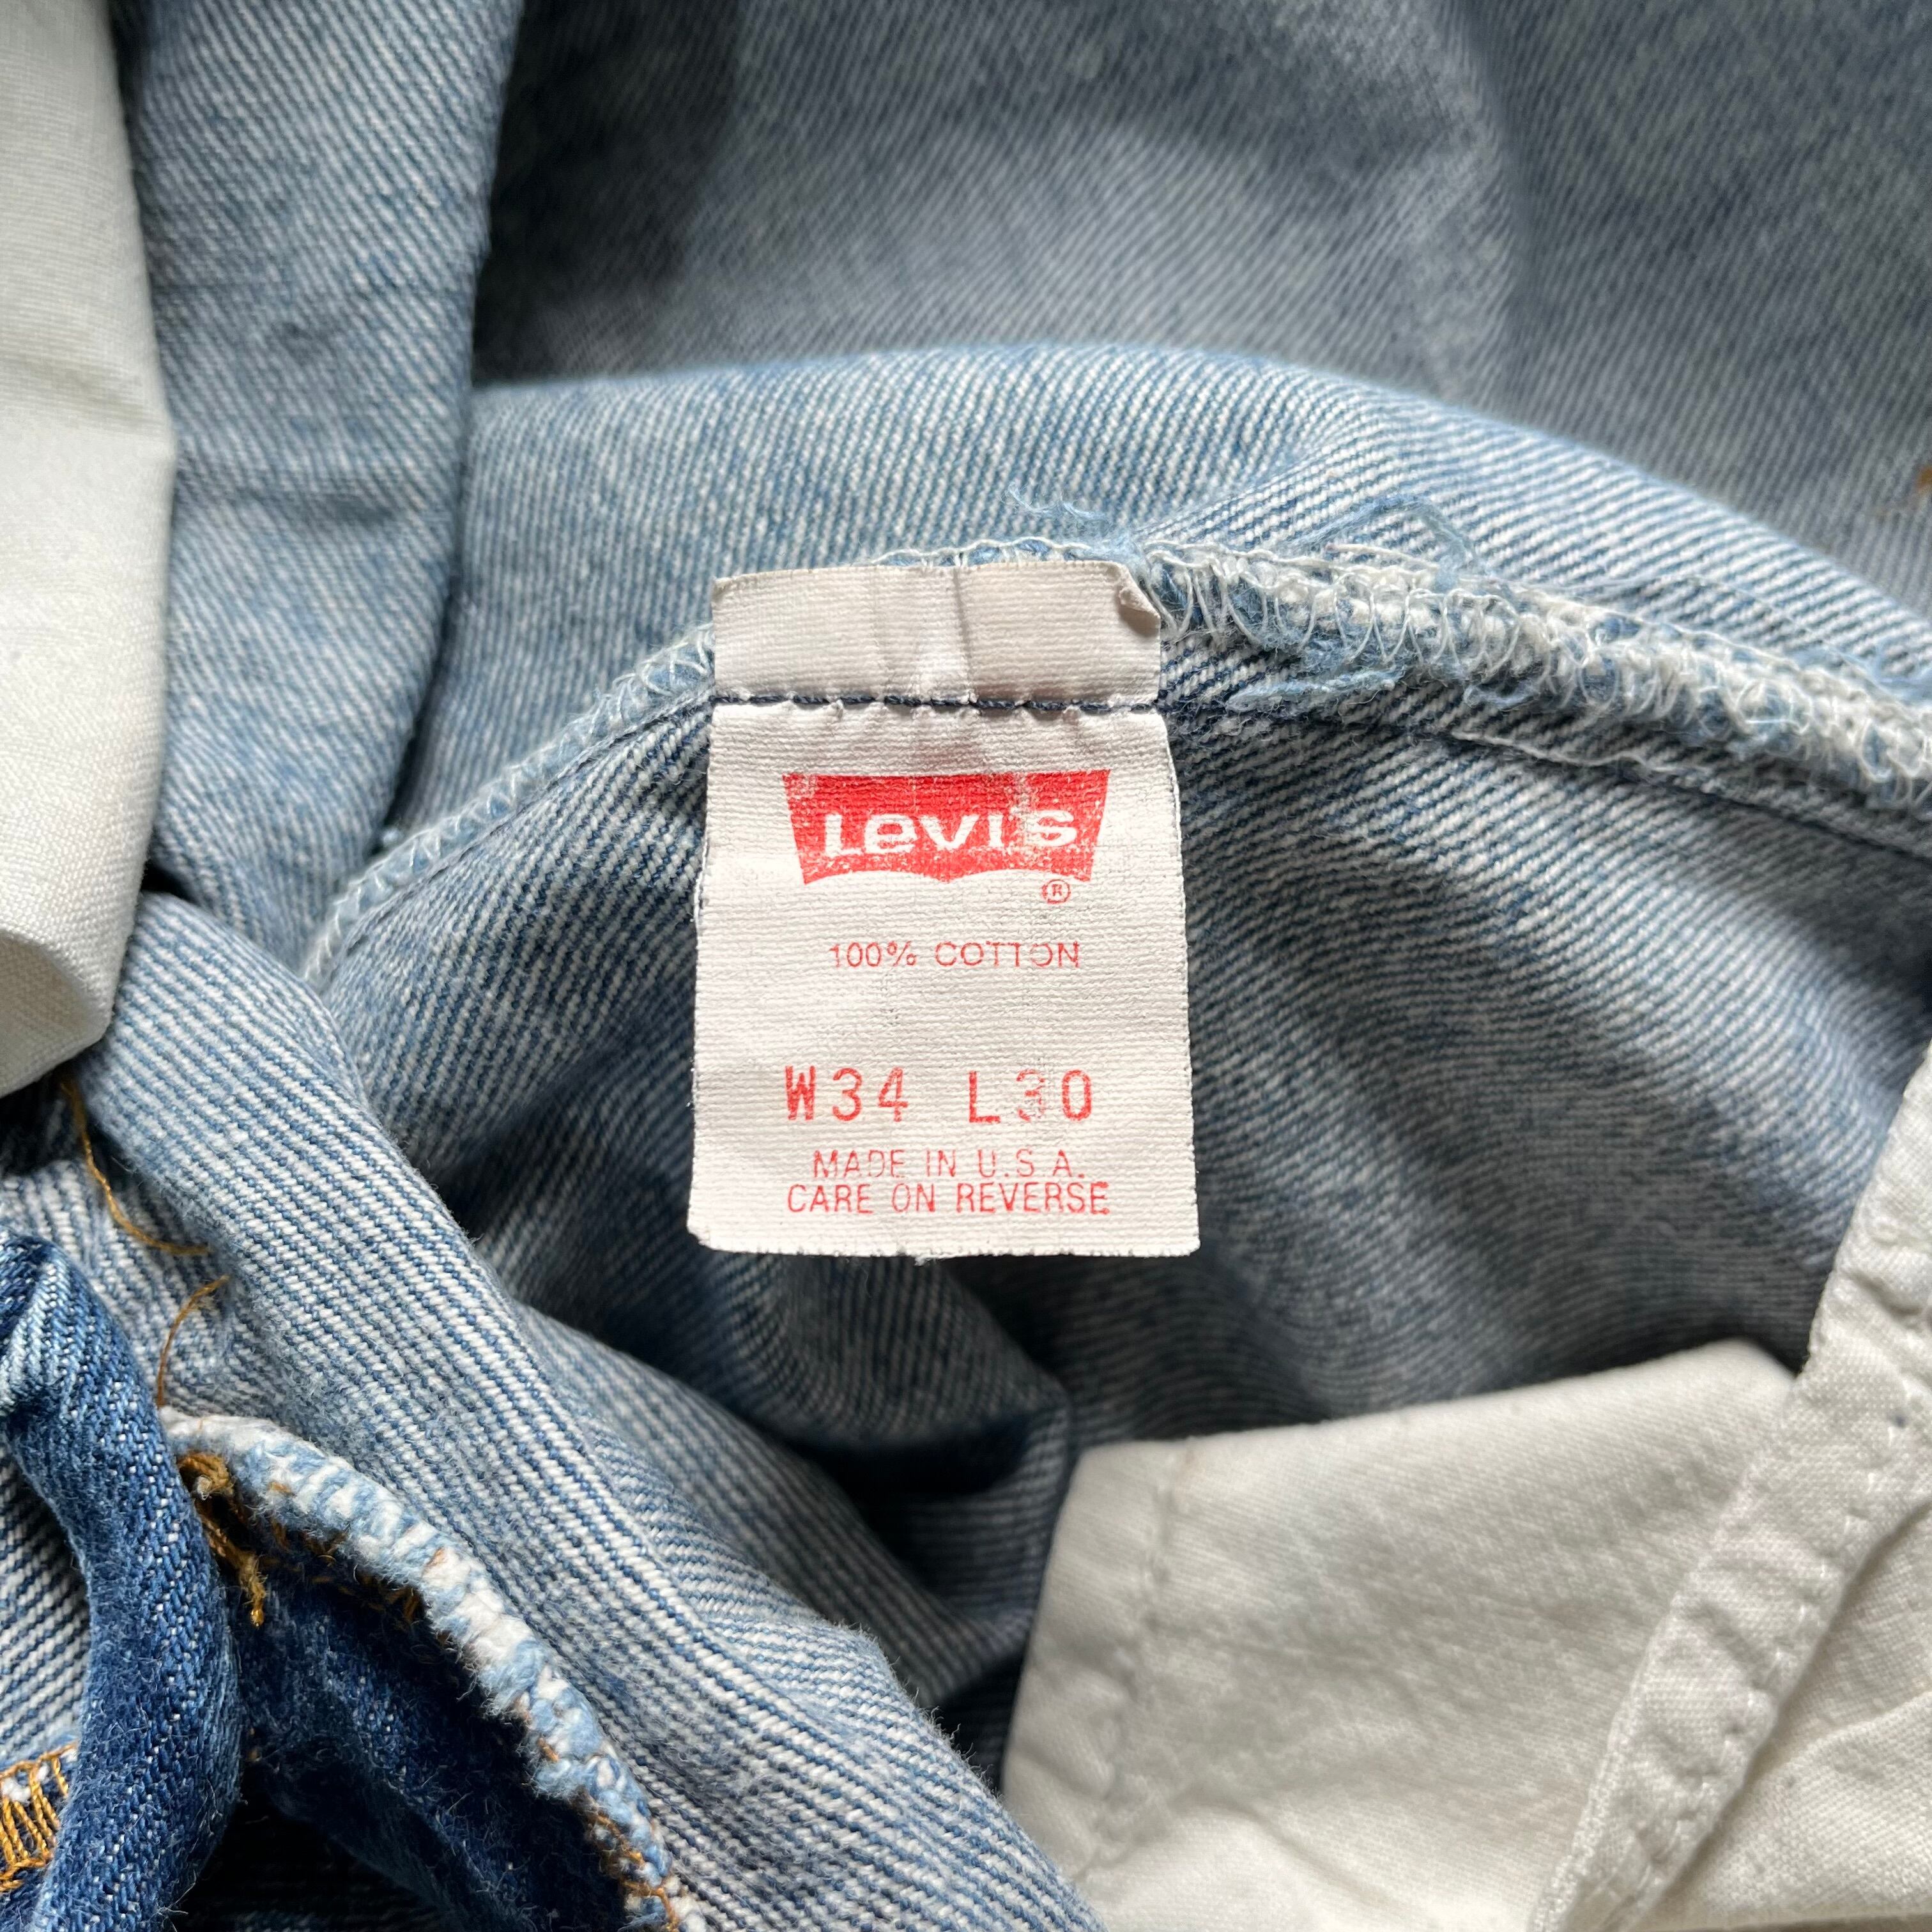 Levi's
®
100% COTTON
W34 L30
MADE IN U.S.A.
CARE ON REVERSE